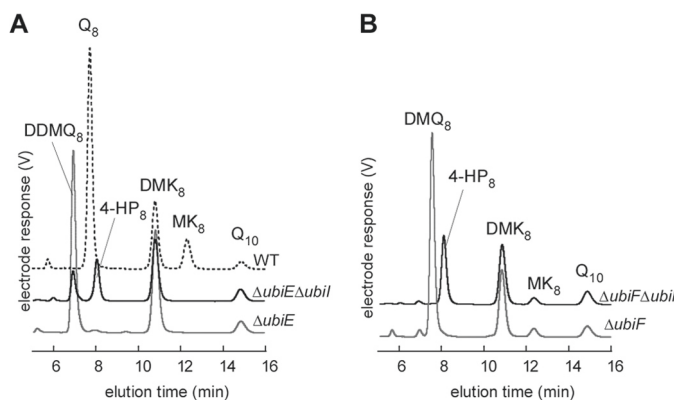 A
Q8
DDMQ8
4-HP8
DMK8
MK8
Q10
WT
ΔubiEΔubiI
ΔubiE
electrode response (V)
6 8 10 12 14 16
elution time (min)
B
DMQ8
4-HP8
DMK8
MK8
Q10
ΔubiFΔubiI
ΔubiF
electrode response (V)
6 8 10 12 14 16
elution time (min)